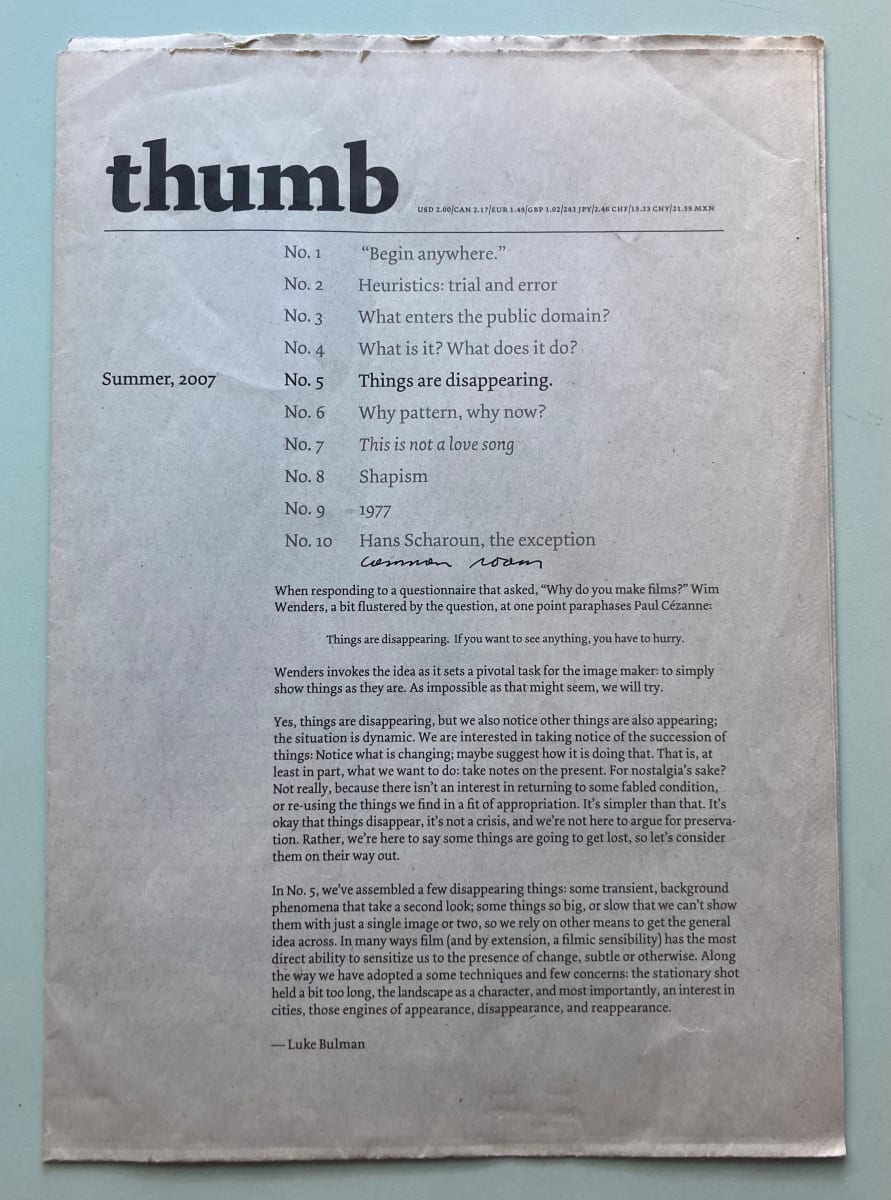 thumb
USD 2.00/CAN 2.17/EUR 1.49/GBP 1.02/243 JPY/2.46 CHF/15.33 CNY/21.59 MXN
No. 1 “Begin anywhere.”
No. 2 Heuristics: trial and error
No. 3 What enters the public domain?
No. 4 What is it? What does it do?
Summer, 2007 No. 5 Things are disappearing.
No. 6 Why pattern, why now?
No. 7 This is not a love song
No. 8 Shapism
No. 9 1977
No. 10 Hans Scharoun, the exception
common room
When responding to a questionnaire that asked, “Why do you make films?” Wim
Wenders, a bit flustered by the question, at one point paraphases Paul Cézanne:
Things are disappearing. If you want to see anything, you have to hurry.
Wenders invokes the idea as it sets a pivotal task for the image maker: to simply
show things as they are. As impossible as that might seem, we will try.
Yes, things are disappearing, but we also notice other things are also appearing;
the situation is dynamic. We are interested in taking notice of the succession of
things: Notice what is changing; maybe suggest how it is doing that. That is, at
least in part, what we want to do: take notes on the present. For nostalgia’s sake?
Not really, because there isn’t an interest in returning to some fabled condition,
or re-using the things we find in a fit of appropriation. It’s simpler than that. It’s
okay that things disappear, it’s not a crisis, and we’re not here to argue for preserva-
tion. Rather, we’re here to say some things are going to get lost, so let’s consider
them on their way out.
In No. 5, we’ve assembled a few disappearing things: some transient, background
phenomena that take a second look; some things so big, or slow that we can’t show
them with just a single image or two, so we rely on other means to get the general
idea across. In many ways film (and by extension, a filmic sensibility) has the most
direct ability to sensitize us to the presence of change, subtle or otherwise. Along
the way we have adopted a some techniques and few concerns: the stationary shot
held a bit too long, the landscape as a character, and most importantly, an interest in
cities, those engines of appearance, disappearance, and reappearance.
— Luke Bulman